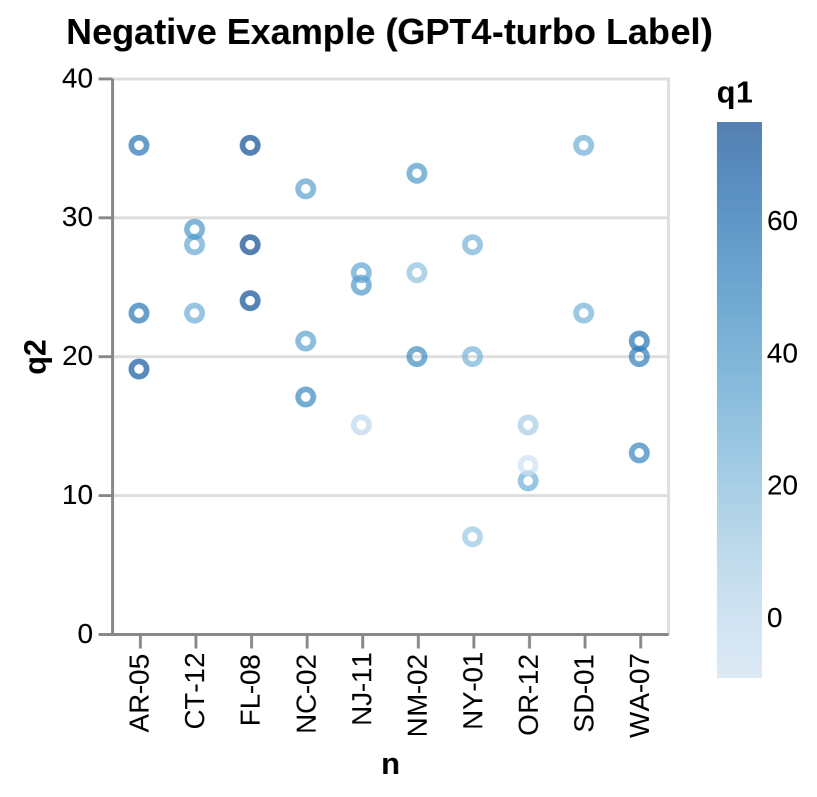 Negative Example (GPT4-turbo Label)
q1
40
30
20
10
0
q2
60
40
20
0
AR-05
CT-12
FL-08
NC-02
NJ-11
NM-02
NY-01
OR-12
SD-01
WA-07
n